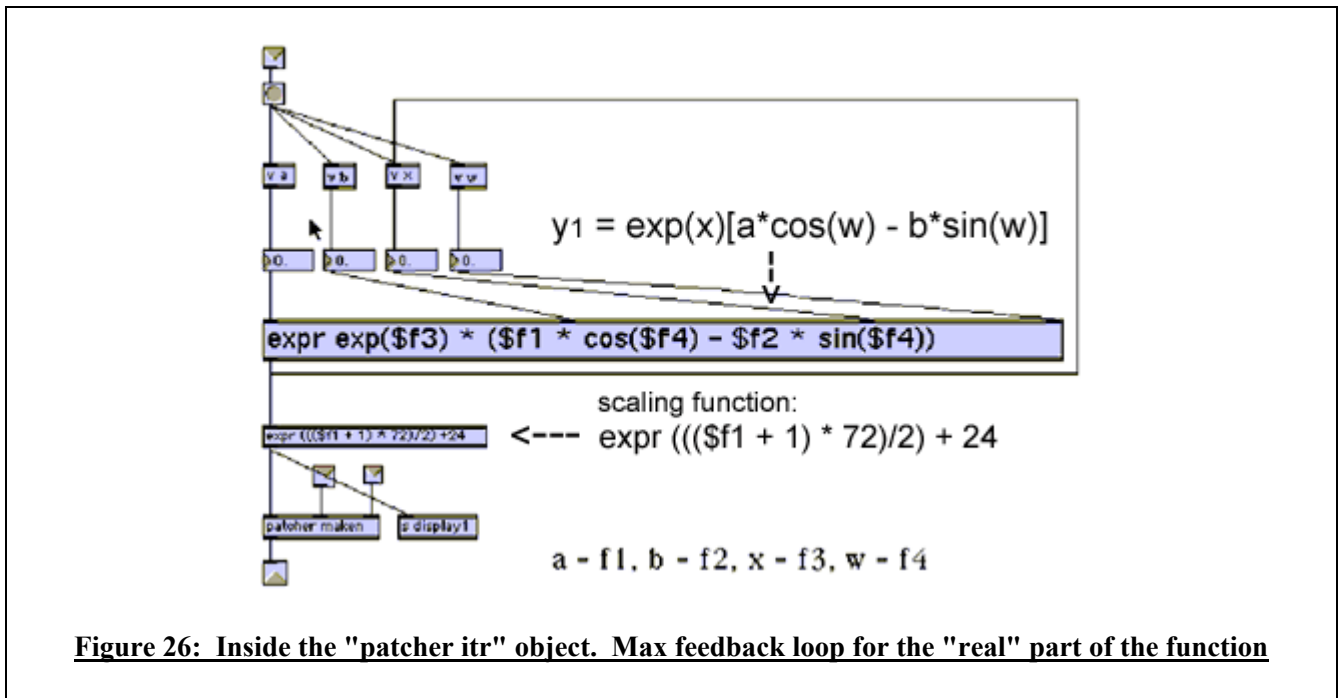 v a
v b
v x
v w
y1 = exp(x)[a*cos(w) - b*sin(w)]
0.
0.
0.
0.
expr exp($f3) * ($f1 * cos($f4) - $f2 * sin($f4))
scaling function:
expr ((($f1 + 1) * 72)/2) +24
<--- expr ((($f1 + 1) * 72)/2) + 24
patcher maken
s display1
a - f1, b - f2, x - f3, w - f4
Figure 26: Inside the "patcher itr" object. Max feedback loop for the "real" part of the function